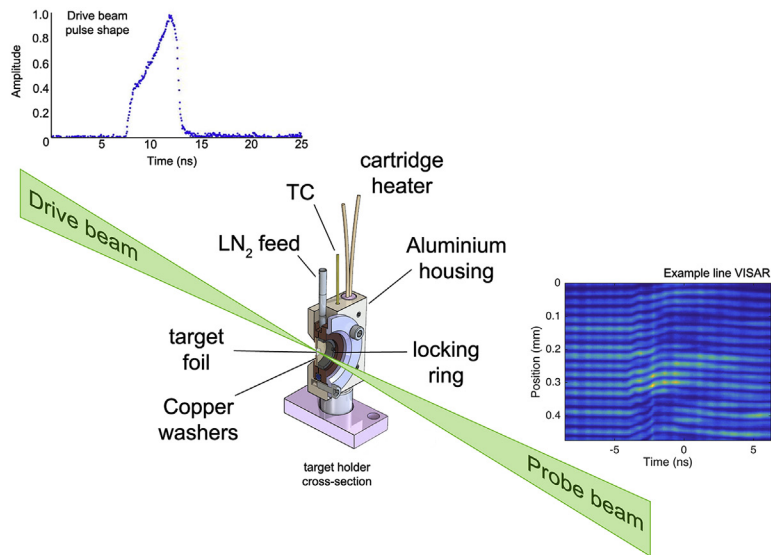 Drive beam
pulse shape
Amplitude
1.0
0.8
0.6
0.4
0.2
0
0
5
10
15
20
25
Time (ns)
Drive beam
cartridge
heater
TC
LN₂ feed
Aluminium
housing
target
foil
locking
ring
Copper
washers
target holder
cross-section
Probe beam
Example line VISAR
Position (mm)
0
0.1
0.2
0.3
0.4
-5
0
5
Time (ns)